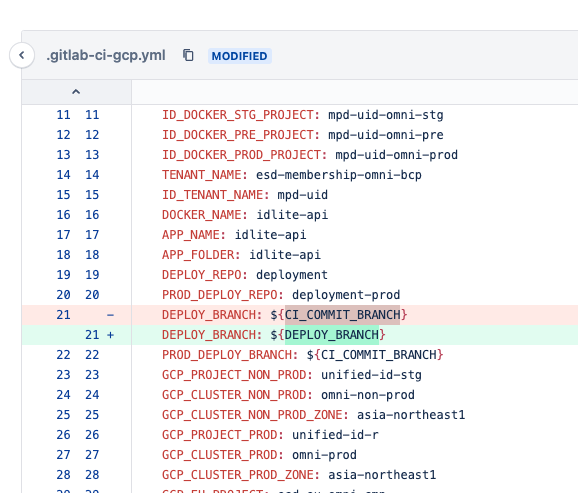 .gitlab-ci-gcp.yml MODIFIED
11 11 ID_DOCKER_STG_PROJECT: mpd-uid-omni-stg
12 12 ID_DOCKER_PRE_PROJECT: mpd-uid-omni-pre
13 13 ID_DOCKER_PROD_PROJECT: mpd-uid-omni-prod
14 14 TENANT_NAME: esd-membership-omni-bcp
15 15 ID_TENANT_NAME: mpd-uid
16 16 DOCKER_NAME: idlite-api
17 17 APP_NAME: idlite-api
18 18 APP_FOLDER: idlite-api
19 19 DEPLOY_REPO: deployment
20 20 PROD_DEPLOY_REPO: deployment-prod
21 - DEPLOY_BRANCH: ${CI_COMMIT_BRANCH}
21 + DEPLOY_BRANCH: ${DEPLOY_BRANCH}
22 22 PROD_DEPLOY_BRANCH: ${CI_COMMIT_BRANCH}
23 23 GCP_PROJECT_NON_PROD: unified-id-stg
24 24 GCP_CLUSTER_NON_PROD: omni-non-prod
25 25 GCP_CLUSTER_NON_PROD_ZONE: asia-northeast1
26 26 GCP_PROJECT_PROD: unified-id-r
27 27 GCP_CLUSTER_PROD: omni-prod
28 28 GCP_CLUSTER_PROD_ZONE: asia-northeast1